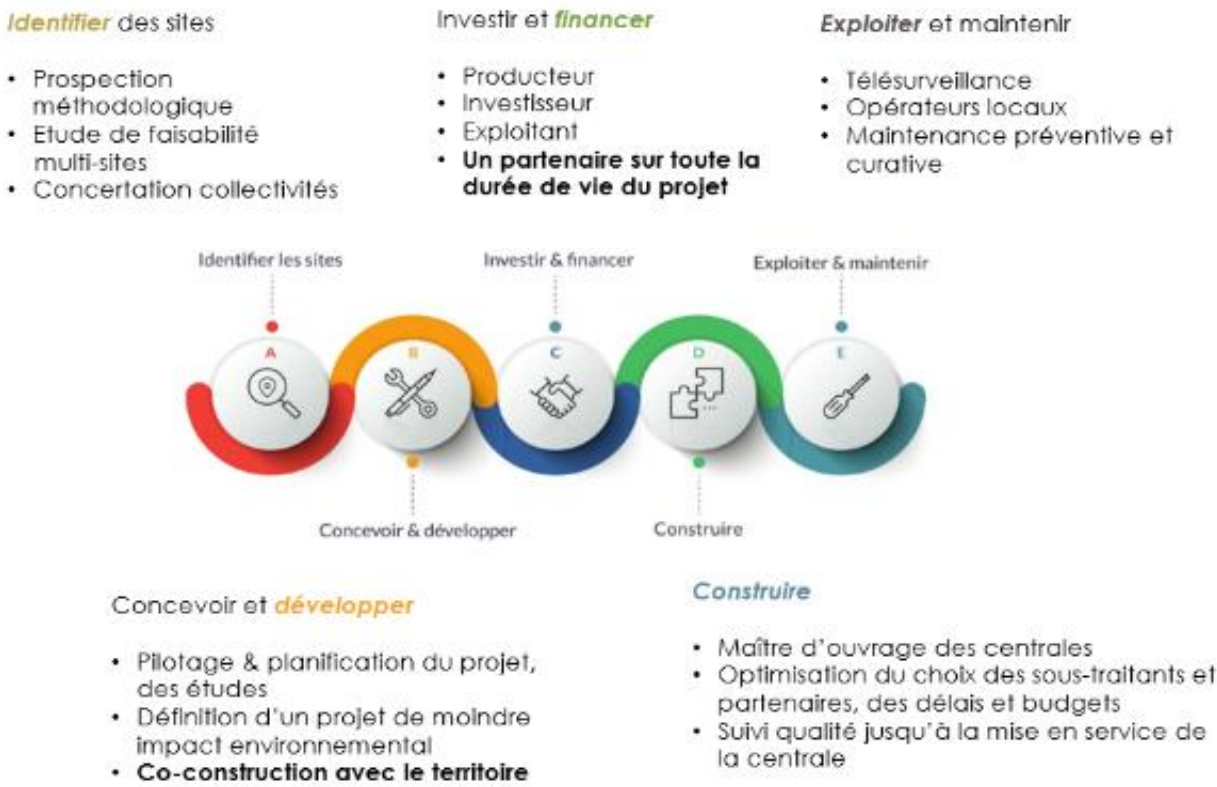 Identifier des sites
• Prospection
méthodologique
• Etude de faisabilité
multi-sites
• Concertation collectivités
Investir et financer
• Producteur
• Investisseur
• Exploitant
• Un partenaire sur toute la
durée de vie du projet
Exploiter et maintenir
• Télésurveillance
• Opérateurs locaux
• Maintenance préventive et
curative
Identifier les sites
Investir & financer
Exploiter & maintenir
A
B
C
D
E
Concevoir & développer
Construire
Concevoir et développer
• Pilotage & planification du projet,
des études
• Définition d'un projet de moindre
impact environnemental
• Co-construction avec le territoire
Construire
• Maître d'ouvrage des centrales
• Optimisation du choix des sous-traitants et
partenaires, des délais et budgets
• Suivi qualité jusqu'à la mise en service de
la centrale